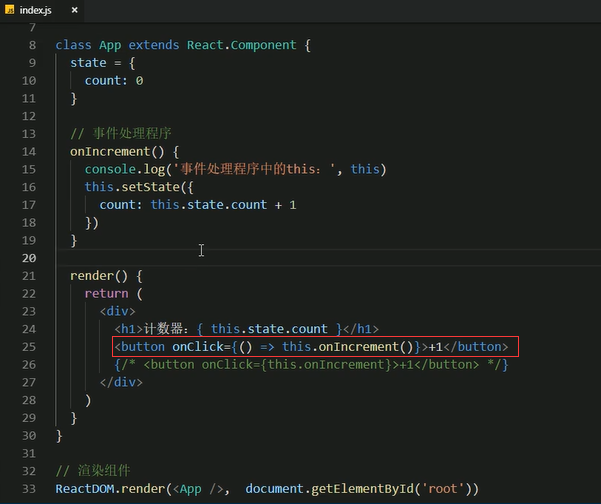 index.js
7
8 class App extends React.Component {
9 state = {
10 count: 0
11 }
12
13 // 事件处理程序
14 onIncrement() {
15 console.log('事件处理程序中的this：', this)
16 this.setState({
17 count: this.state.count + 1
18 })
19 }
20
21 render() {
22 return (
23 <div>
24 <h1>计数器：{ this.state.count }</h1>
25 <button onClick={() => this.onIncrement()}>+1</button>
26 {/* <button onClick={this.onIncrement}>+1</button> */}
27 </div>
28 )
29 }
30 }
31
32 // 渲染组件
33 ReactDOM.render(<App />, document.getElementById('root'))